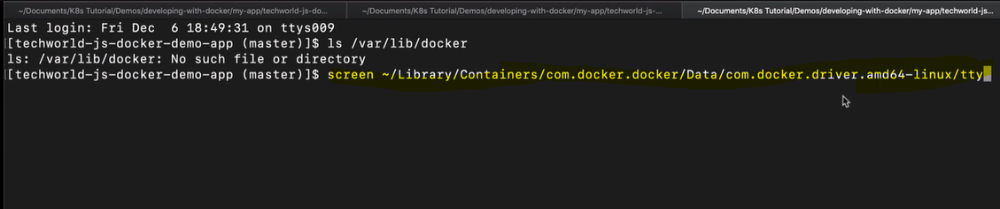 ~/Documents/K8s Tutorial/Demos/developing-with-docker/my-app/techworld-js-do...
~/Documents/K8s Tutorial/Demos/developing-with-docker/my-app/techworld-js-...
~/Documents/K8s Tutorial/Demos/developing-with-docker/my-app/techworld-js...
Last login: Fri Dec  6 18:49:31 on ttys009
[techworld-js-docker-demo-app (master)]$ ls /var/lib/docker
ls: /var/lib/docker: No such file or directory
[techworld-js-docker-demo-app (master)]$ screen ~/Library/Containers/com.docker.docker/Data/com.docker.driver.amd64-linux/tty